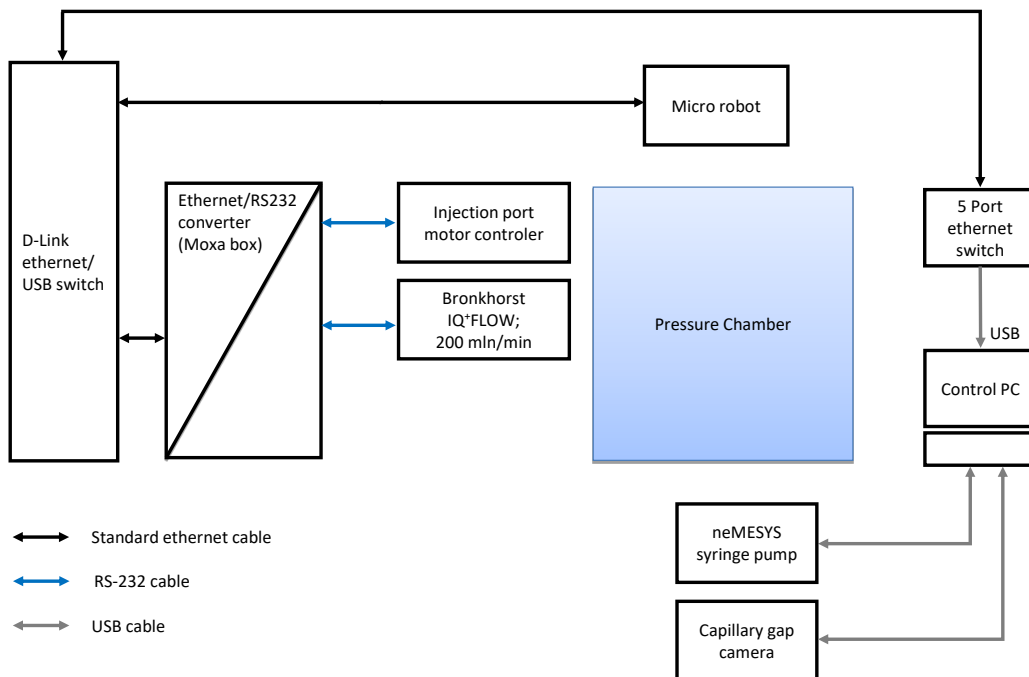 Micro robot
Ethernet/RS232
converter
(Moxa box)
Injection port
motor controler
5 Port
ethernet
switch
D-Link
ethernet/
USB switch
Bronkhorst
IQ⁺FLOW;
200 mln/min
Pressure Chamber
USB
Control PC
neMESYS
syringe pump
Standard ethernet cable
RS-232 cable
USB cable
Capillary gap
camera